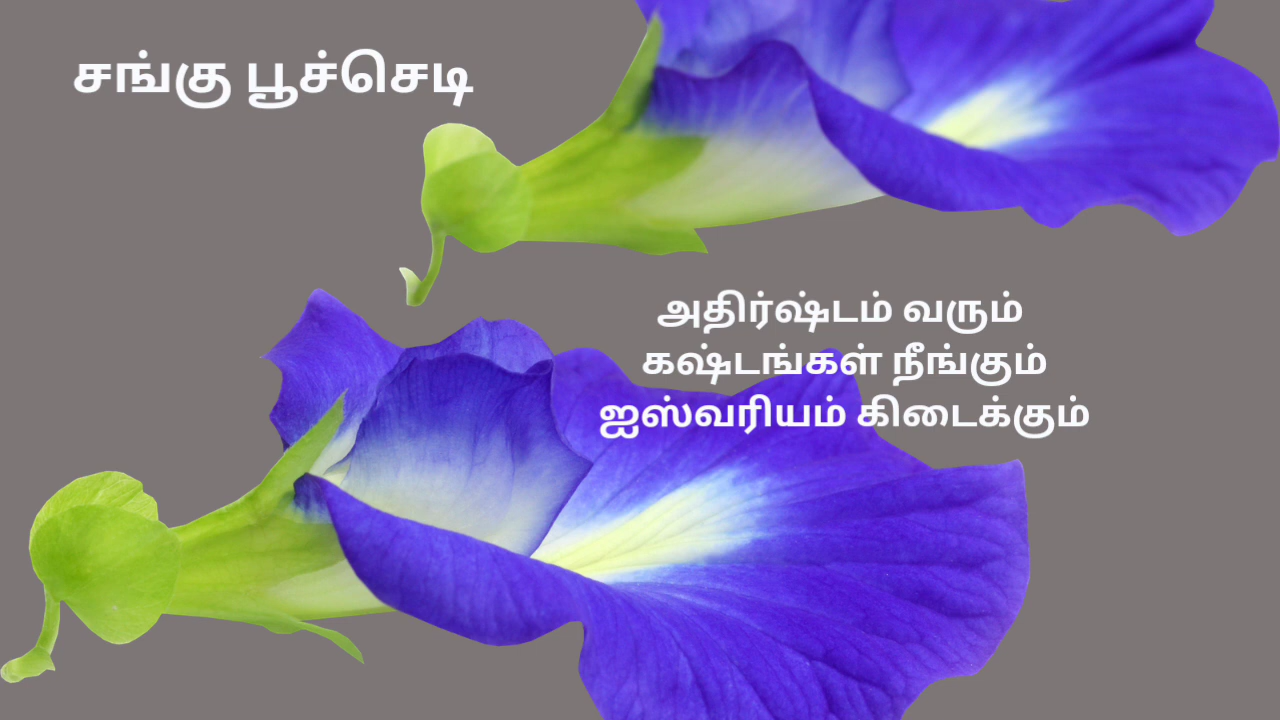 சங்கு பூச்செடி
அதிர்ஷ்டம் வரும்
கஷ்டங்கள் நீங்கும்
ஐஸ்வரியம் கிடைக்கும்